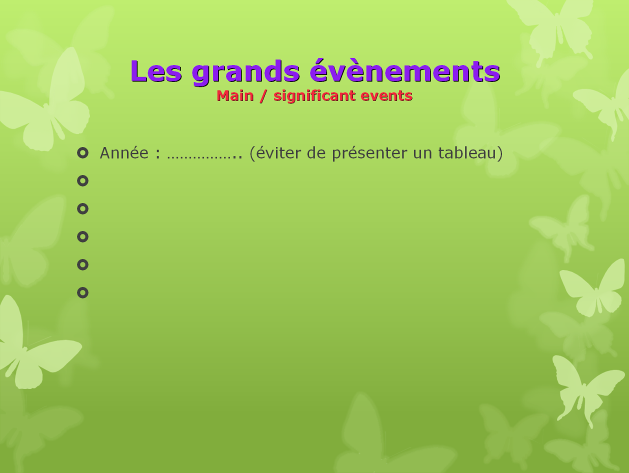 Les grands évènements
Main / significant events
Année : …………….. (éviter de présenter un tableau)